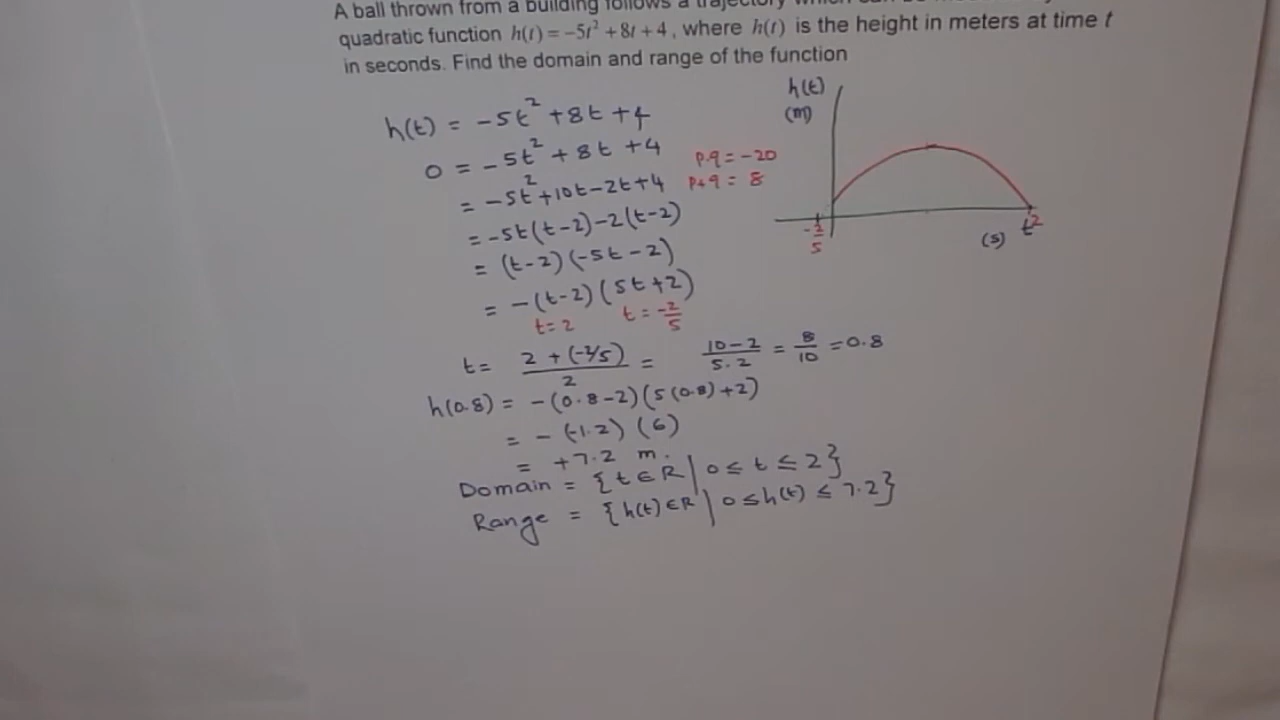 A ball thrown from a building follows a trajectory which can be
quadratic function h(t) = −5t² + 8t + 4 , where h(t) is the height in meters at time t
in seconds. Find the domain and range of the function
h(t) = -5t² + 8t + 4
0 = -5t² + 8t + 4
p.q = -20
= -5t² + 10t - 2t + 4
p+q = 8
= -5t(t-2) - 2(t-2)
= (t-2)(-5t-2)
= -(t-2)(5t+2)
t = 2 t = -2/5
t = (2 + (-2/5))/2 = (10-2)/(5.2) = 8/10 = 0.8
h(0.8) = -(0.8-2)(5(0.8)+2)
= -(-1.2)(6)
= +7.2 m.
Domain = {t ∈ R | 0 ≤ t ≤ 2}
Range = {h(t) ∈ R | 0 ≤ h(t) ≤ 7.2}
h(t)
(m)
-2/5
(s)
t
2